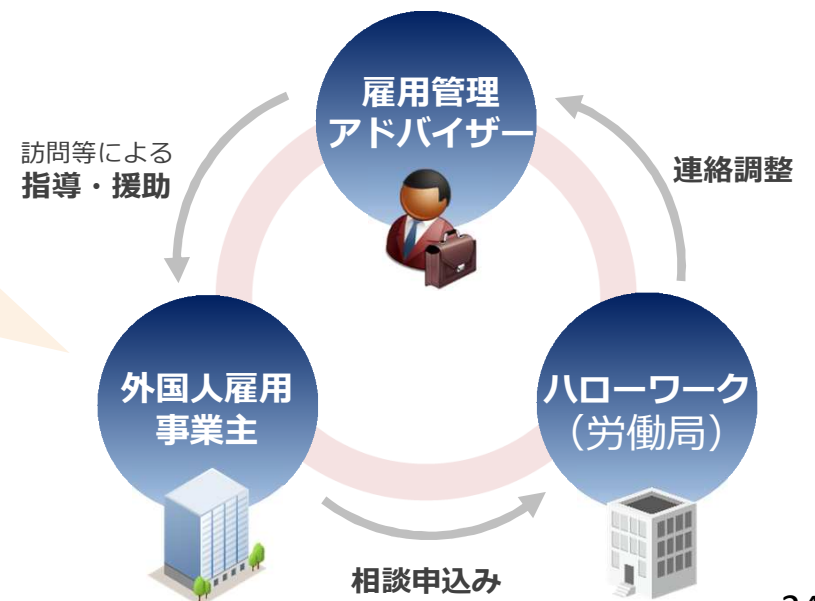 雇用管理
アドバイザー
訪問等による
指導・援助
連絡調整
外国人雇用
事業主
ハローワーク
（労働局）
相談申込み